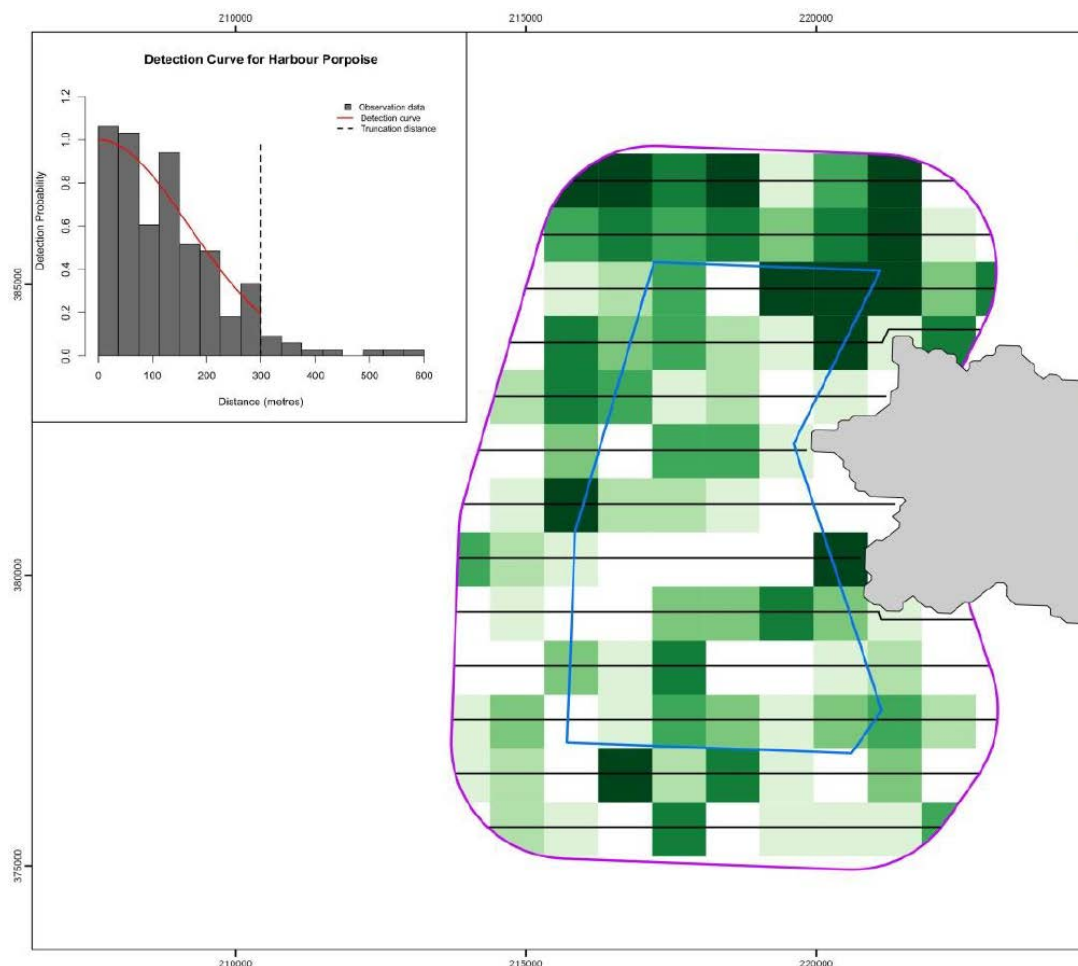 210000 215000 220000
Detection Curve for Harbour Porpoise
1.2
1.0
0.8
0.6
0.4
0.2
0.0
Detection Probability
Observation data
Detection curve
Truncation distance
0 100 200 300 400 500 600
Distance (metres)
385000
380000
375000
210000 215000 220000